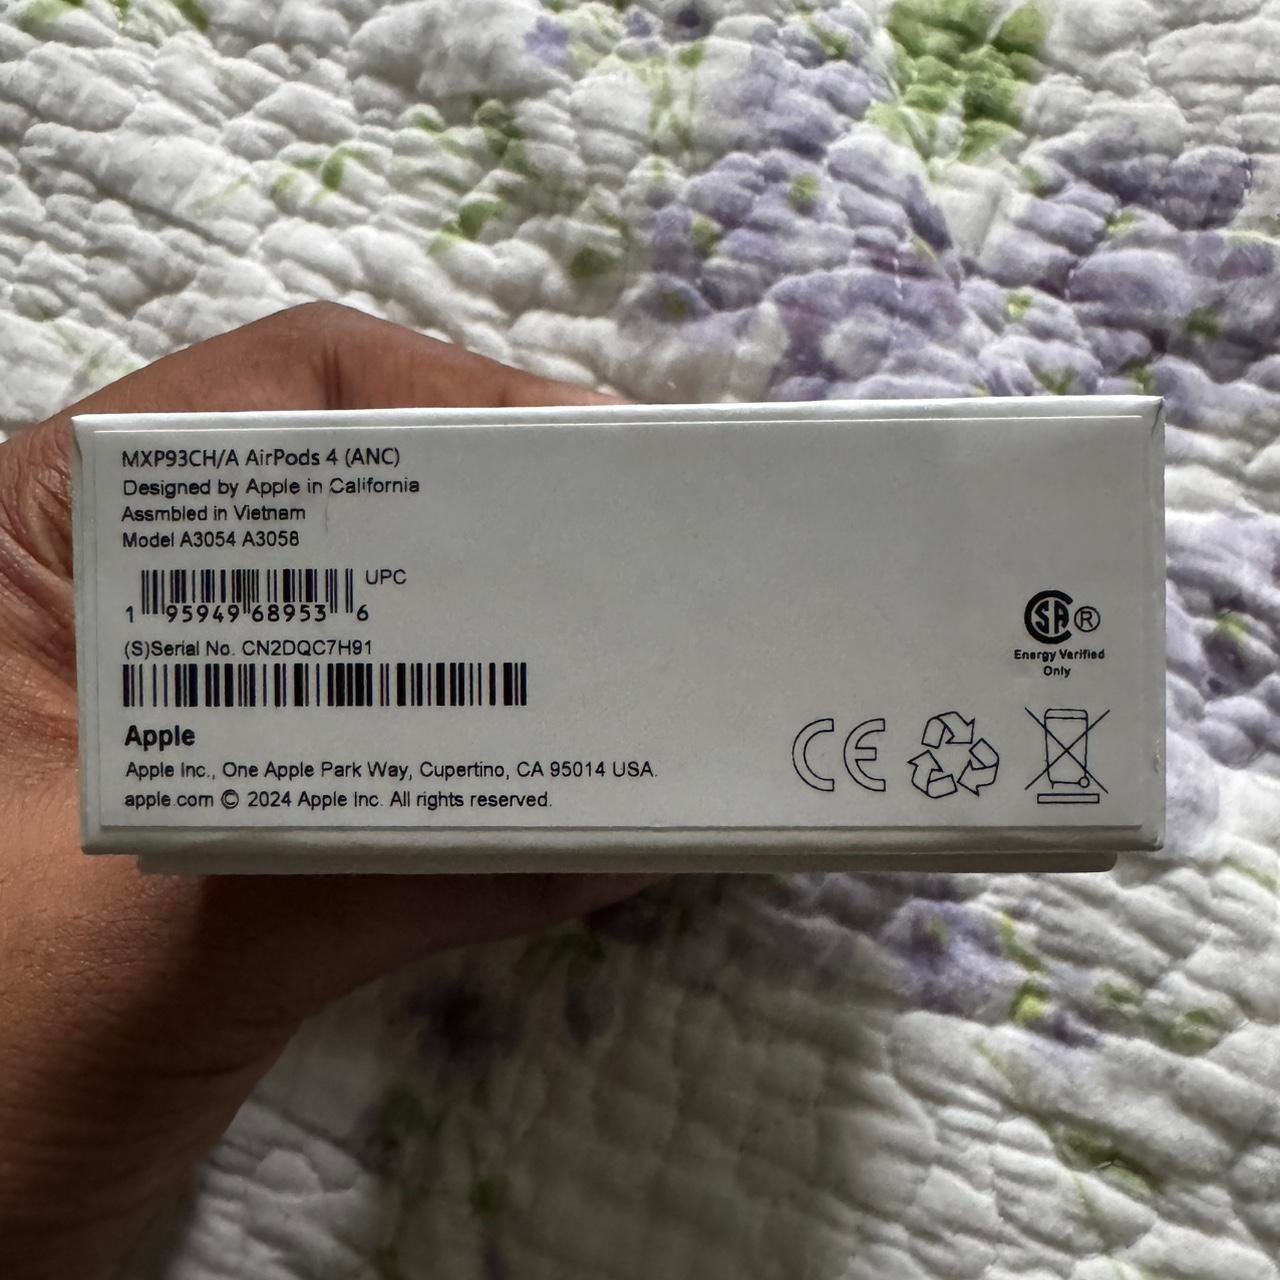 MXP93CH/A AirPods 4 (ANC)
Designed by Apple in California
Assmbled in Vietnam
Model A3054 A3058
UPC
1 95949 68953 6
(S)Serial No. CN2DQC7H91
Apple
Apple Inc., One Apple Park Way, Cupertino, CA 95014 USA.
apple.com © 2024 Apple Inc. All rights reserved.
SA ®
Energy Verified
Only
CE